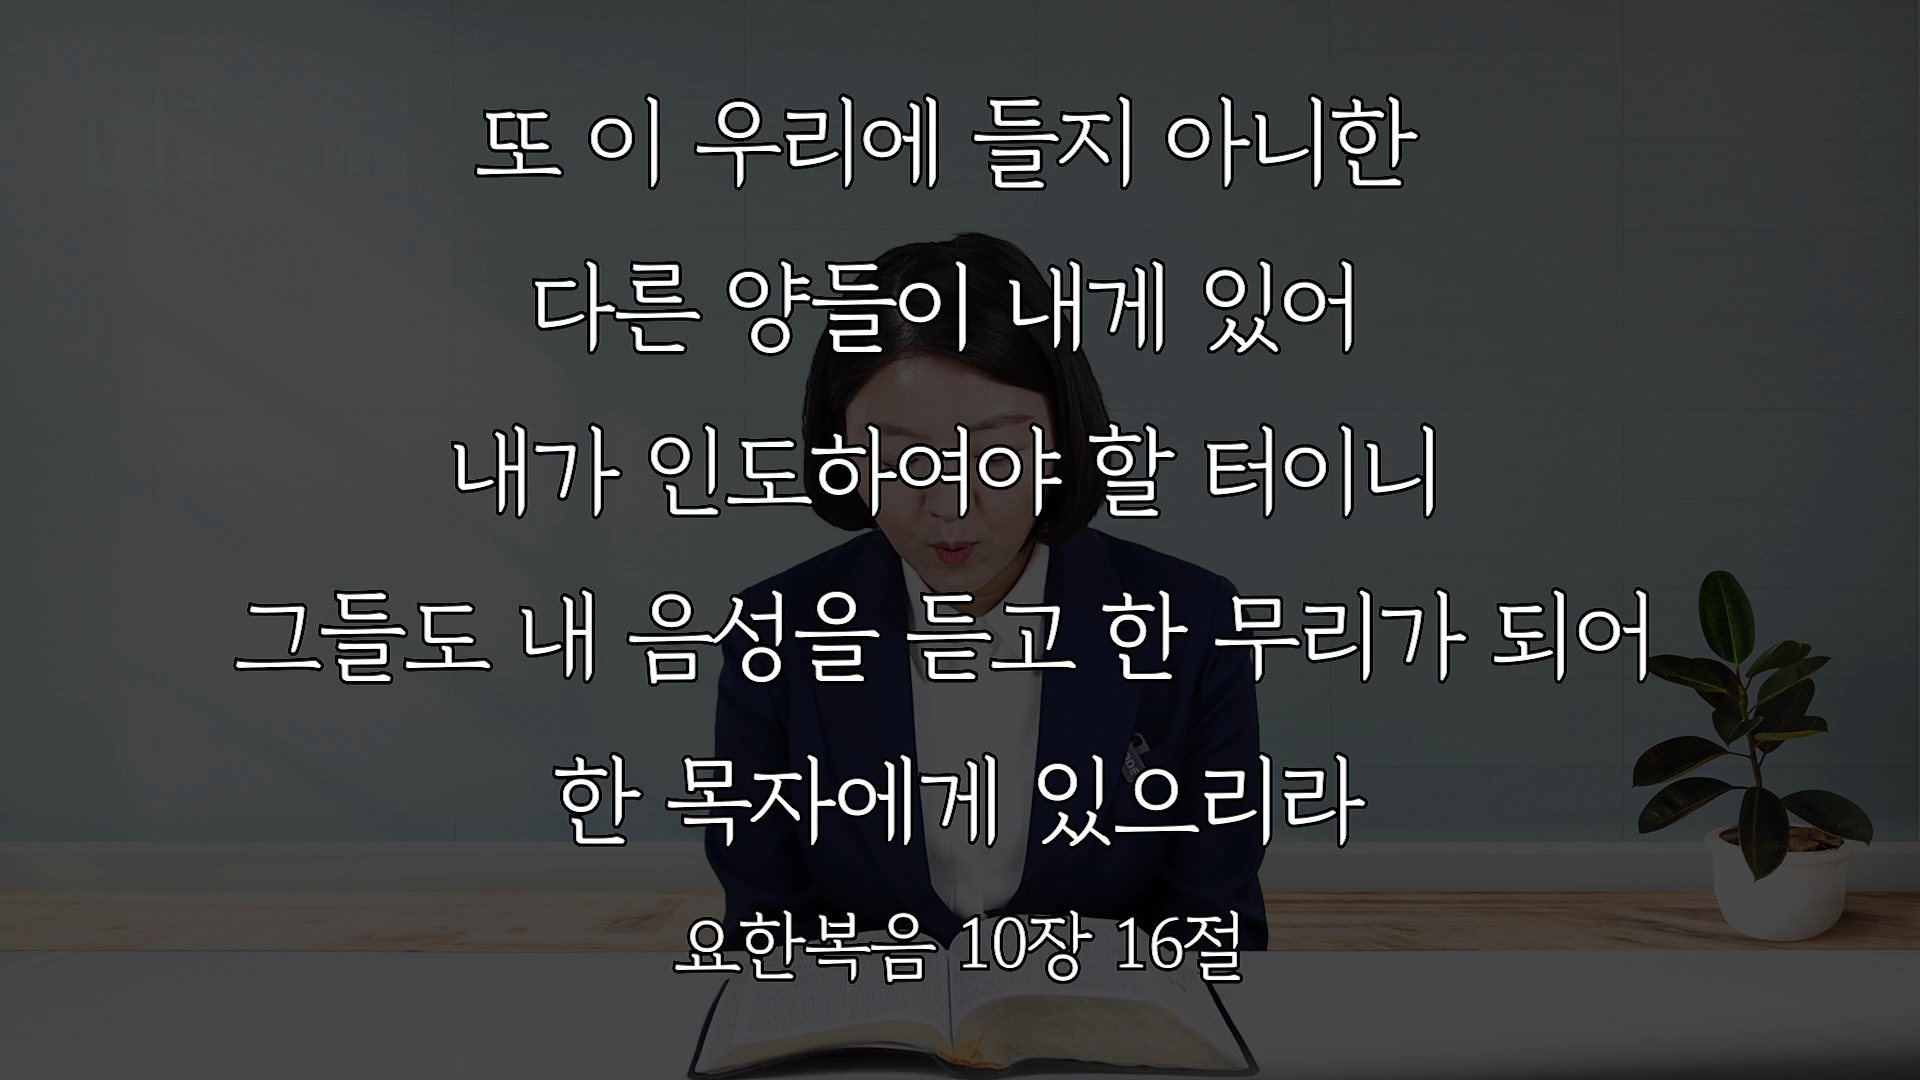 또 이 우리에 들지 아니한
다른 양들이 내게 있어
내가 인도하여야 할 터이니
그들도 내 음성을 듣고 한 무리가 되어
한 목자에게 있으리라
요한복음 10장 16절